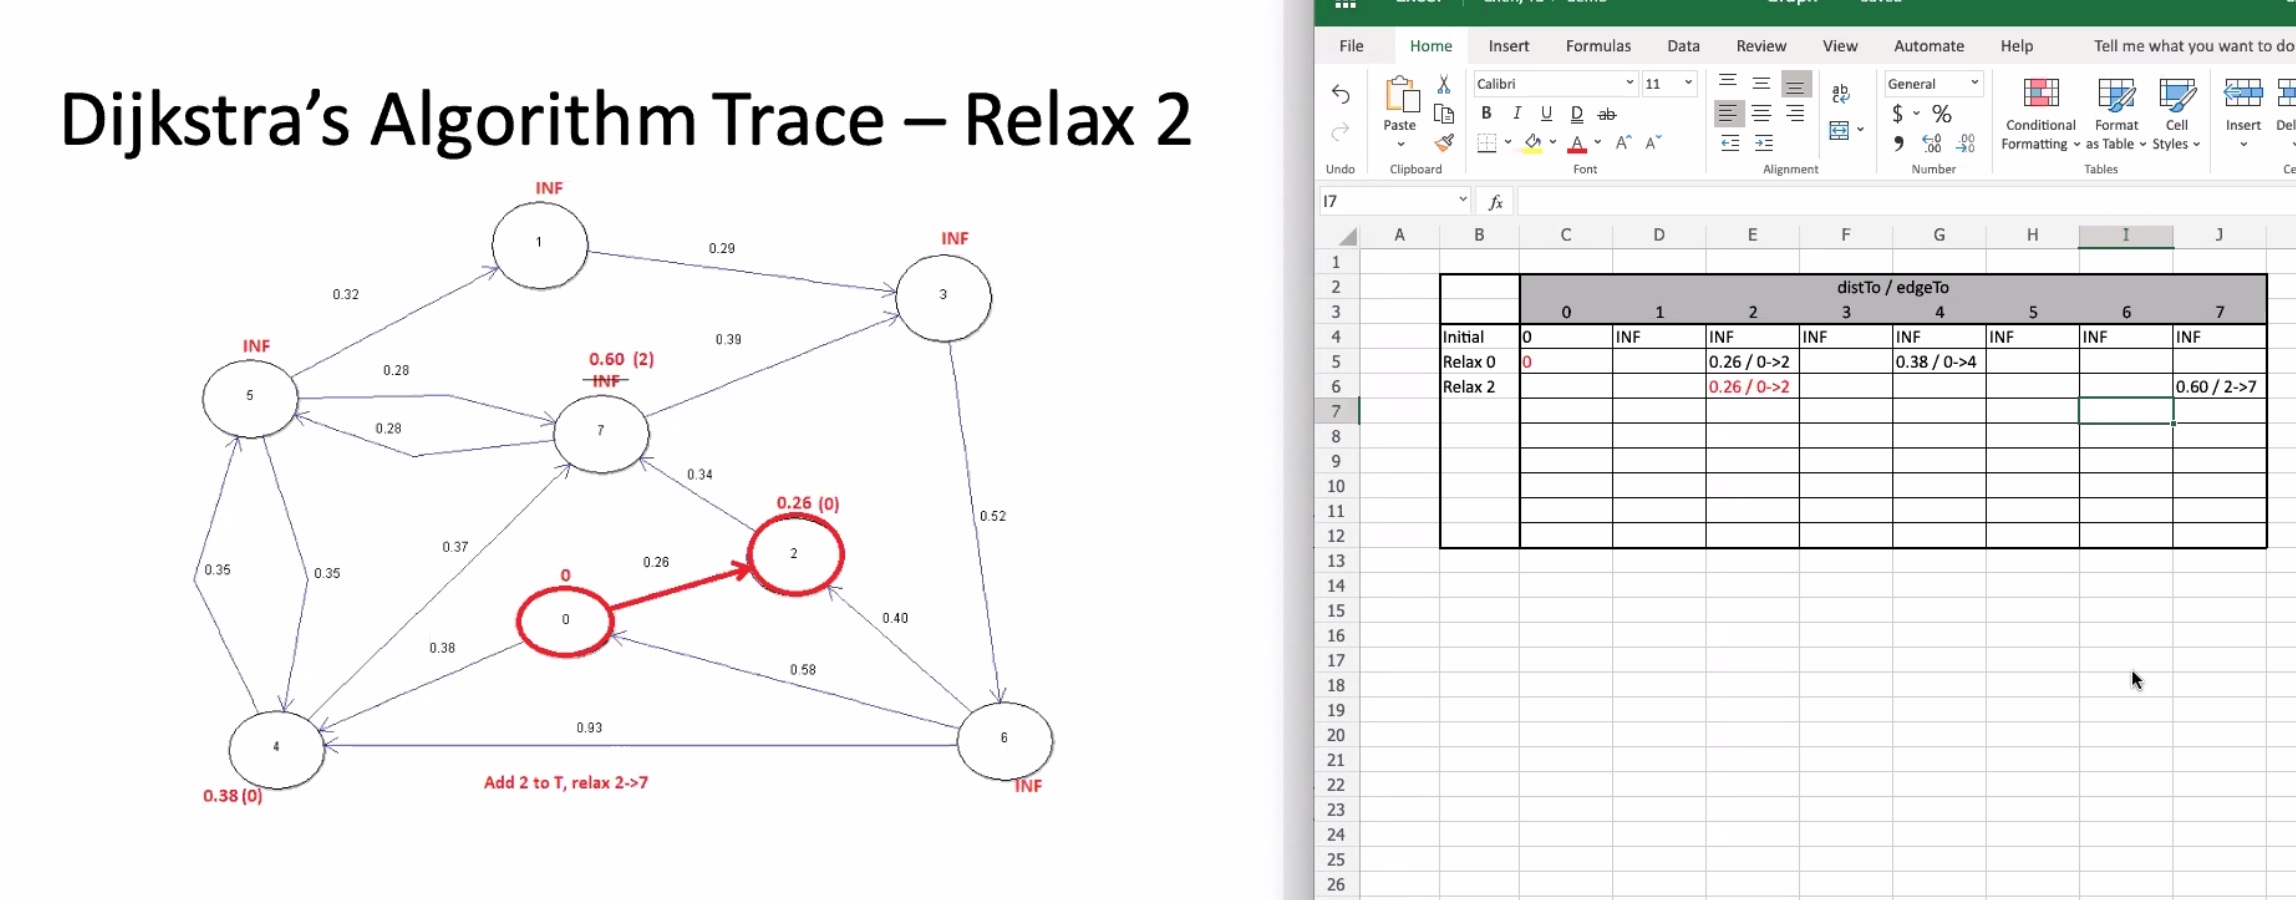 Dijkstra’s Algorithm Trace – Relax 2
INF
1
0.29
INF
3
0.32
INF
5
0.28
0.60 (2)
INF
0.39
7
0.28
0.34
0.26 (0)
2
0.52
0.37
0.26
0.35
0.35
0
0
0.40
0.38
0.58
0.93
4
6
0.38 (0)
Add 2 to T, relax 2->7
INF
File Home Insert Formulas Data Review View Automate Help Tell me what you want to do
Calibri 11 General
Paste
B I U D ab
ab
$ %
Conditional Formatting
Format as Table
Cell Styles
Insert
Undo Clipboard Font Alignment Number Tables
I7 fx
A B C D E F G H I J
1
2 distTo / edgeTo
3 0 1 2 3 4 5 6 7
4 Initial 0 INF INF INF INF INF INF INF
5 Relax 0 0 0.26 / 0->2 0.38 / 0->4
6 Relax 2 0.26 / 0->2 0.60 / 2->7
7
8
9
10
11
12
13
14
15
16
17
18
19
20
21
22
23
24
25
26